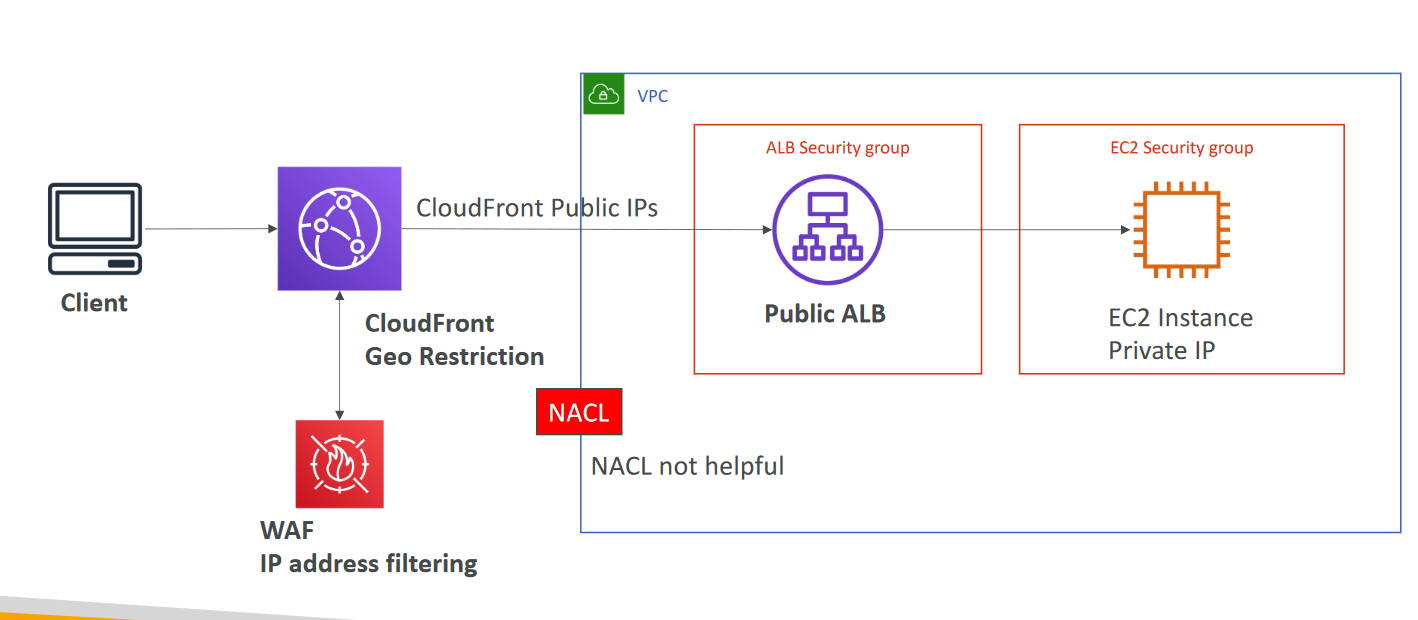 VPC
ALB Security group
EC2 Security group
CloudFront Public IPs
Client
Public ALB
EC2 Instance
Private IP
CloudFront
Geo Restriction
NACL
NACL not helpful
WAF
IP address filtering